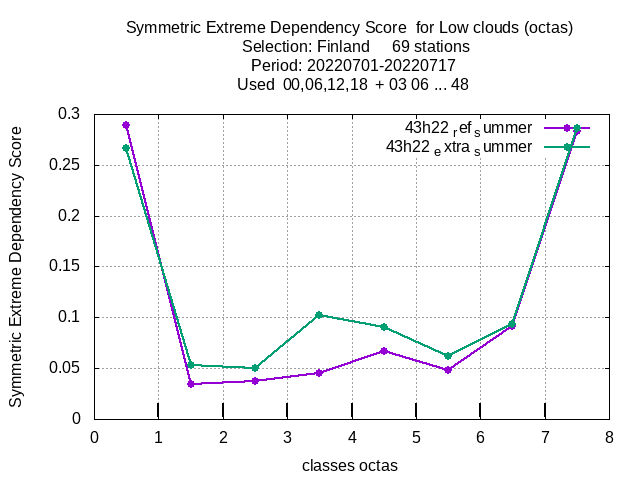 Symmetric Extreme Dependency Score  for Low clouds (octas)
Selection: Finland     69 stations
Period: 20220701-20220717
Used  00,06,12,18  + 03 06 ... 48
Symmetric Extreme Dependency Score
0.3
0.25
0.2
0.15
0.1
0.05
0
43h22 ref summer
43h22 extra summer
0 1 2 3 4 5 6 7 8
classes octas